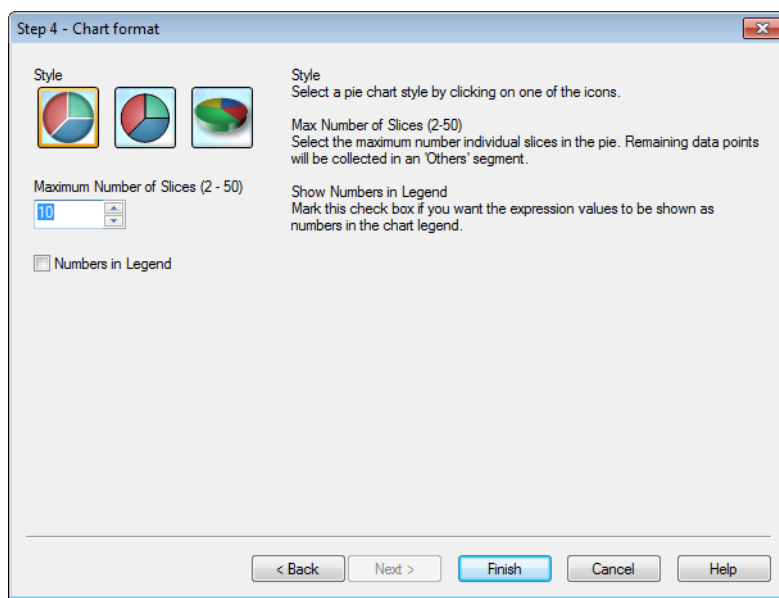 Step 4 - Chart format
Style
Maximum Number of Slices (2 - 50)
10
Numbers in Legend
Style
Select a pie chart style by clicking on one of the icons.
Max Number of Slices (2-50)
Select the maximum number individual slices in the pie. Remaining data points
will be collected in an 'Others' segment.
Show Numbers in Legend
Mark this check box if you want the expression values to be shown as
numbers in the chart legend.
< Back
Next >
Finish
Cancel
Help